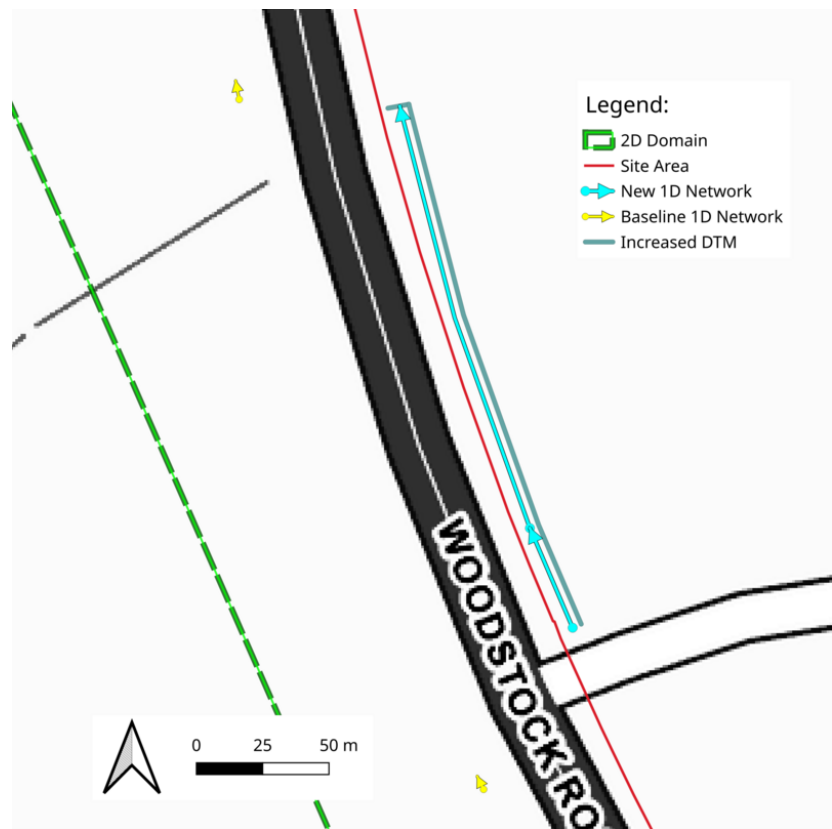 Legend:
2D Domain
Site Area
New 1D Network
Baseline 1D Network
Increased DTM
WOODSTOCK RO
0 25 50 m